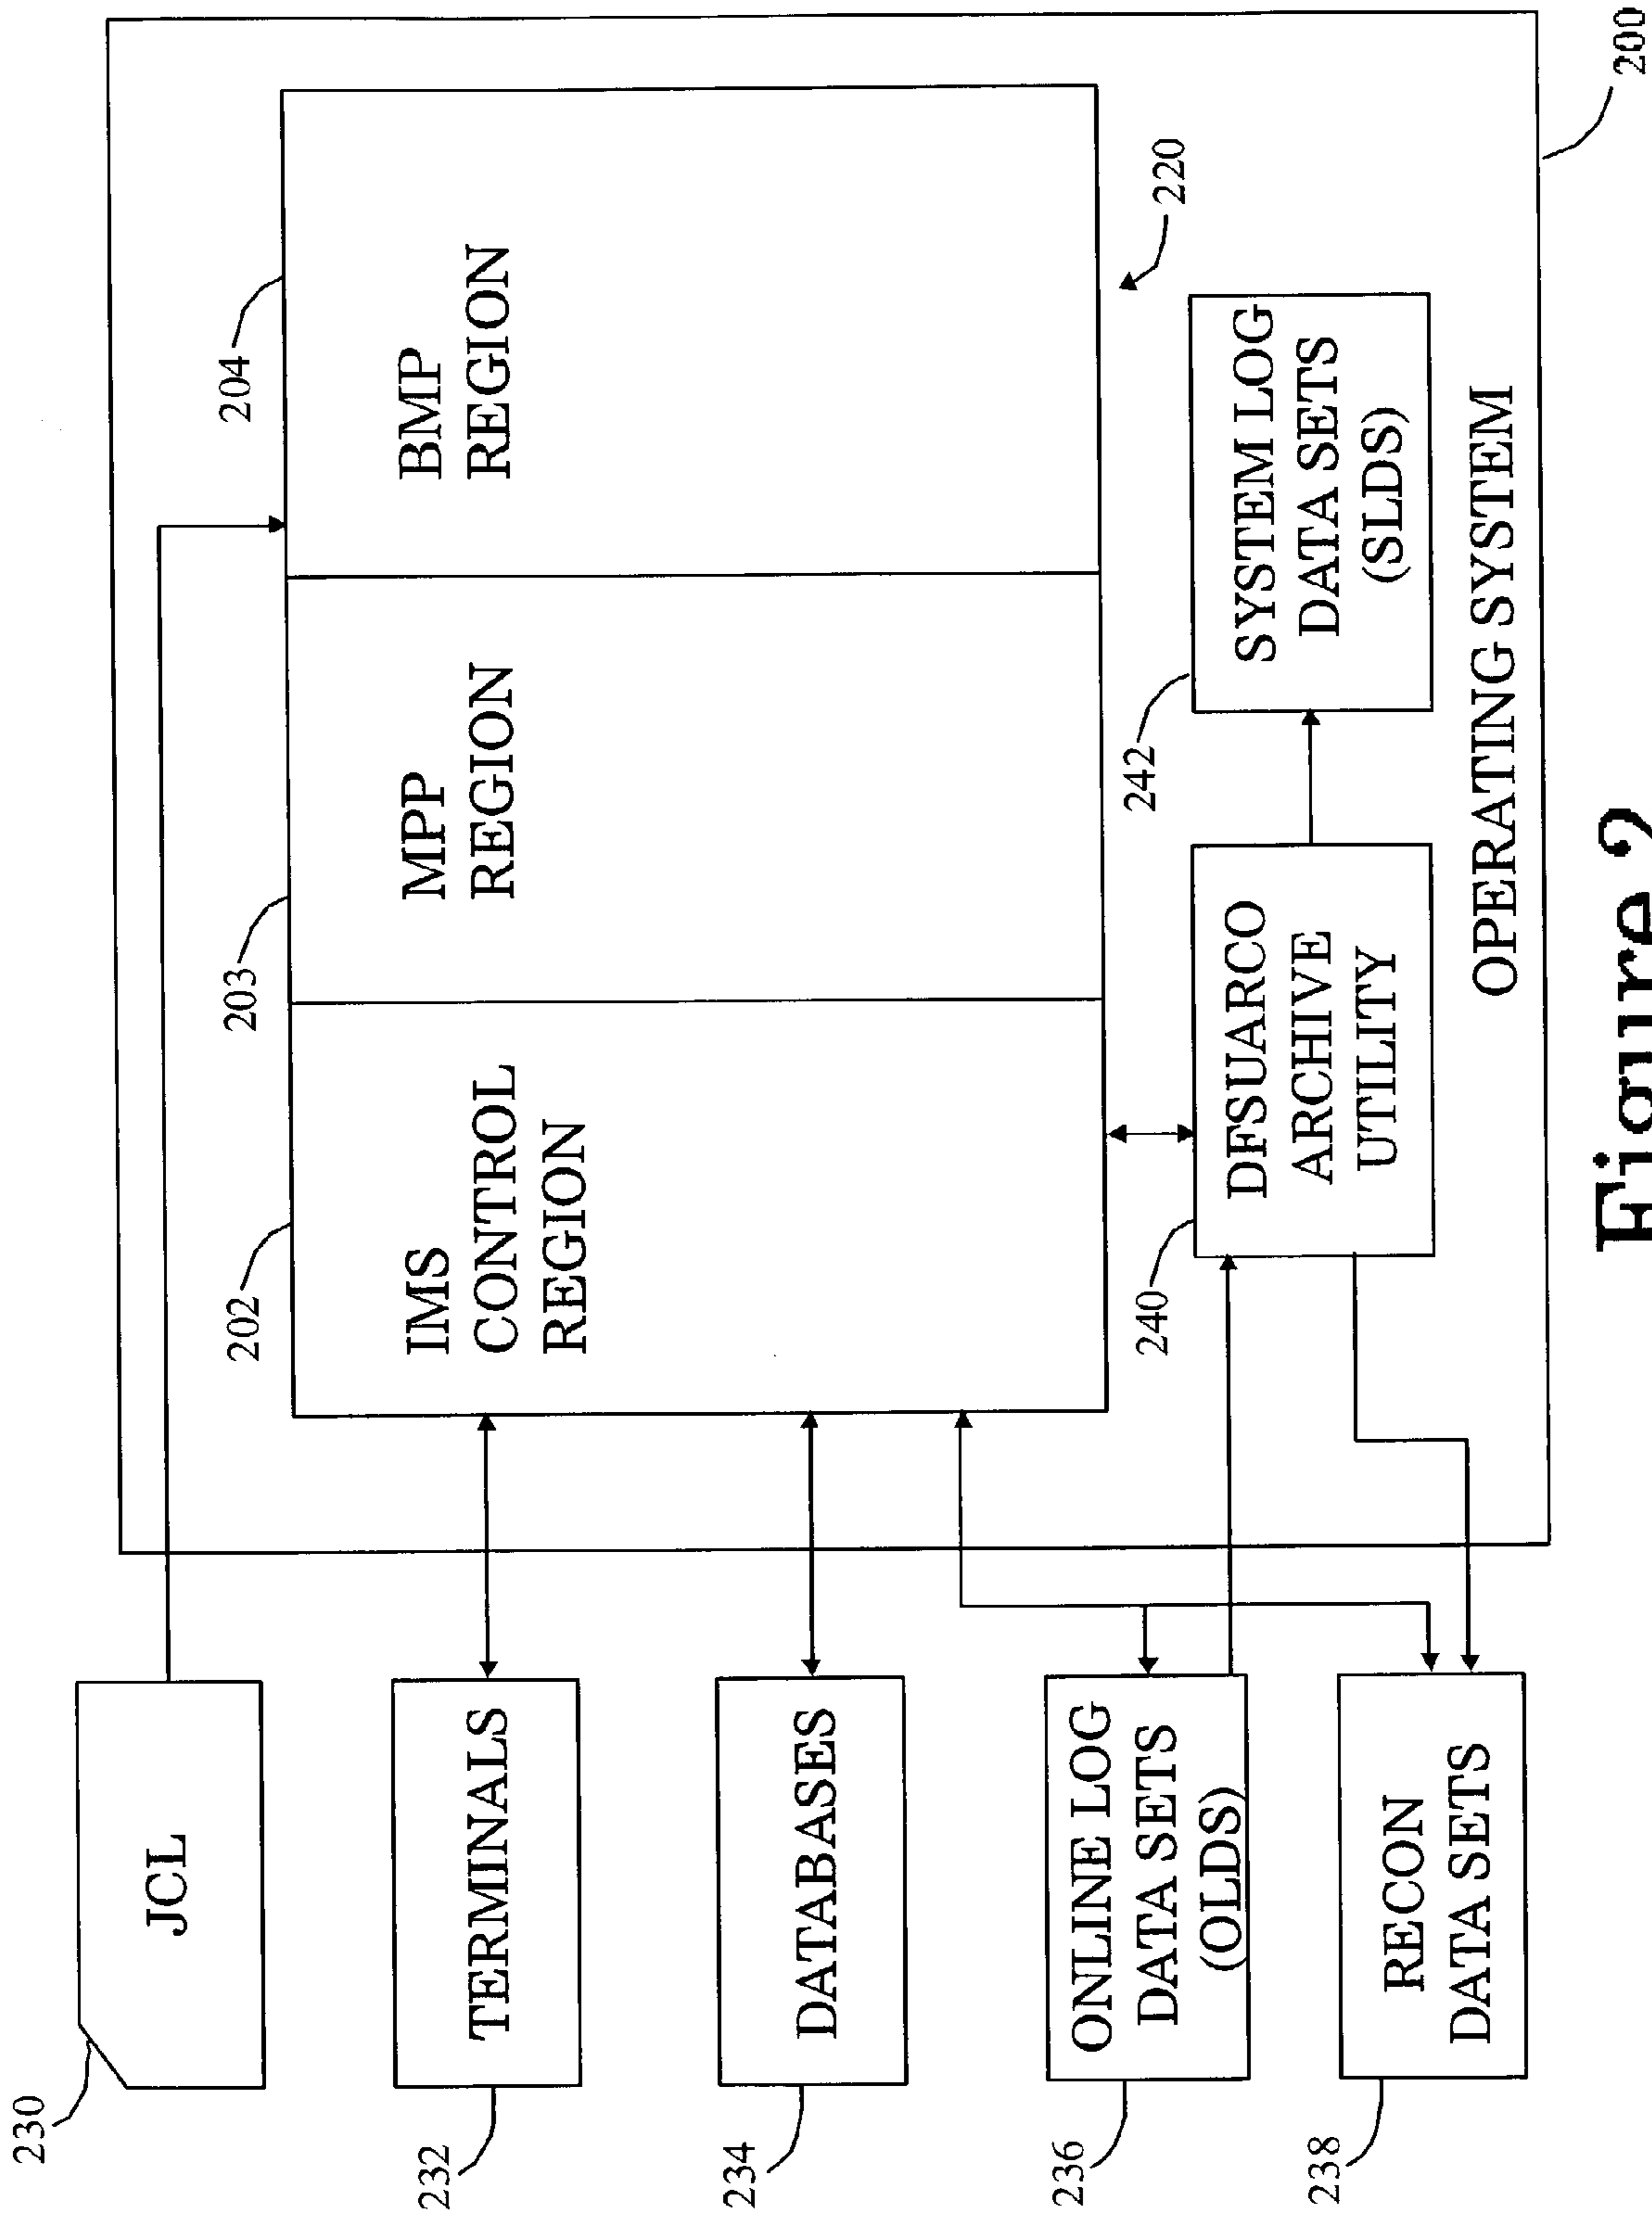 230
JCL
232
TERMINALS
234
DATABASES
236
ONLINE LOG
DATA SETS
(OLDS)
238
RECON
DATA SETS
202
IMS
CONTROL
REGION
203
MPP
REGION
204
BMP
REGION
220
240
DFSUARCO
ARCHIVE
UTILITY
242
SYSTEM LOG
DATA SETS
(SLDS)
OPERATING SYSTEM
200
Figure 2